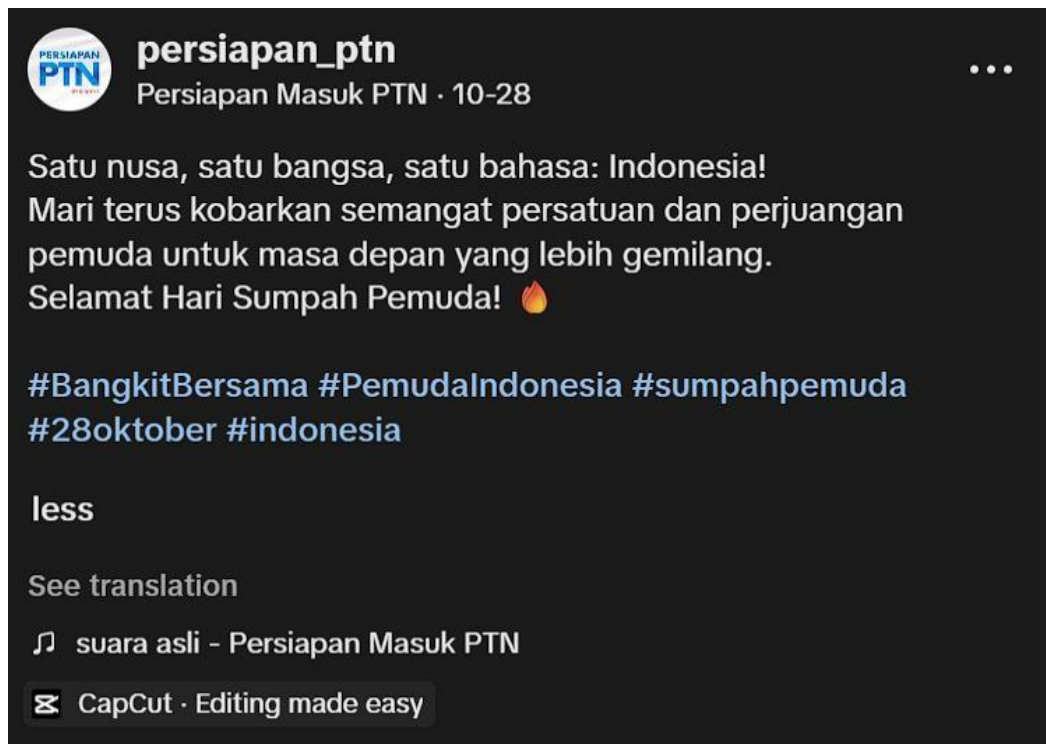 PERSIAPAN
PTN
persiapan_ptn
Persiapan Masuk PTN · 10-28
Satu nusa, satu bangsa, satu bahasa: Indonesia!
Mari terus kobarkan semangat persatuan dan perjuangan
pemuda untuk masa depan yang lebih gemilang.
Selamat Hari Sumpah Pemuda! 🔥
#BangkitBersama #PemudaIndonesia #sumpahpemuda
#28oktober #indonesia
less
See translation
suara asli - Persiapan Masuk PTN
CapCut · Editing made easy